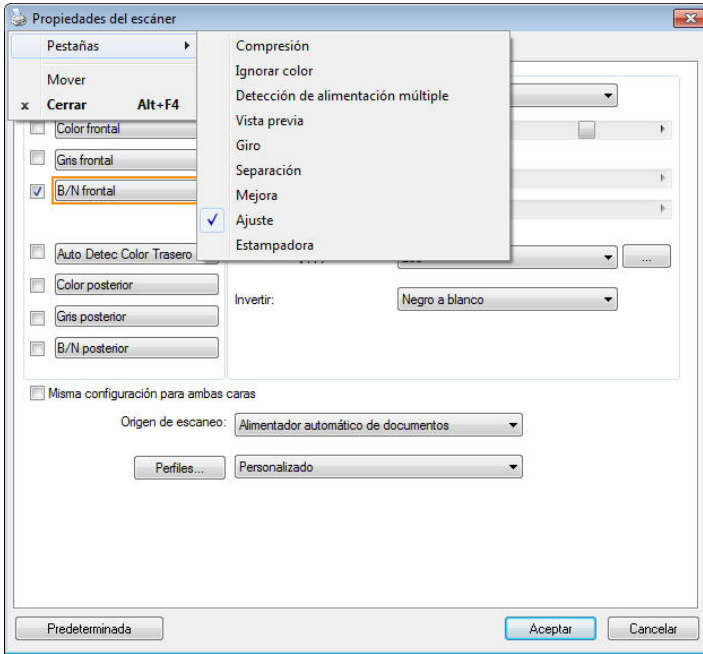 Propiedades del escáner
Pestañas
Mover
x Cerrar Alt+F4
Compresión
Ignorar color
Detección de alimentación múltiple
Vista previa
Giro
Separación
Mejora
Ajuste
Estampadora
Color frontal
Gris frontal
B/N frontal
Auto Detec Color Trasero
Color posterior
Gris posterior
B/N posterior
...
Invertir:
Negro a blanco
Misma configuración para ambas caras
Origen de escaneo:
Alimentador automático de documentos
Perfiles...
Personalizado
Predeterminada
Aceptar
Cancelar